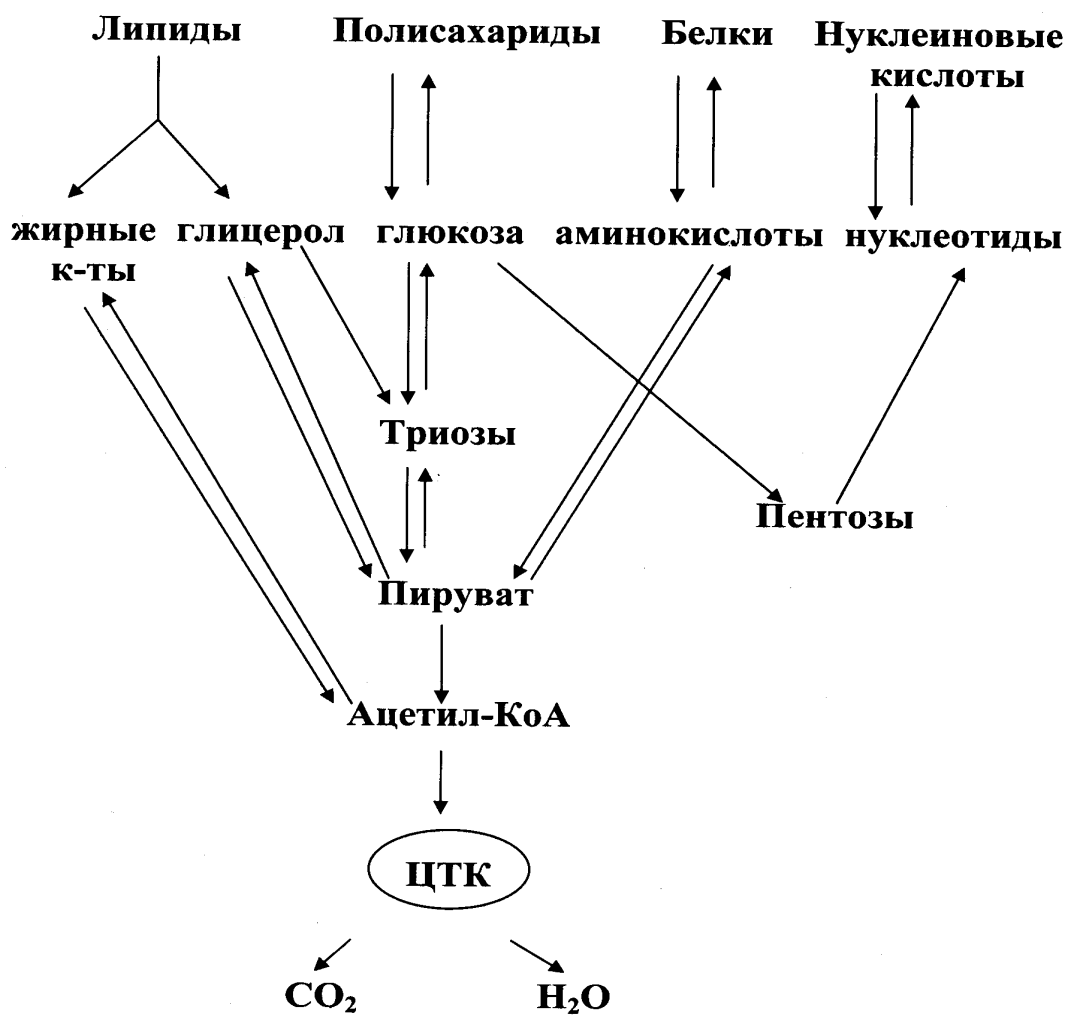 Липиды Полисахариды Белки Нуклеиновые
кислоты
жирные глицерол глюкоза аминокислоты нуклеотиды
к-ты
Триозы
Пентозы
Пируват
Ацетил-КоА
ЦТК
CO₂ H₂O